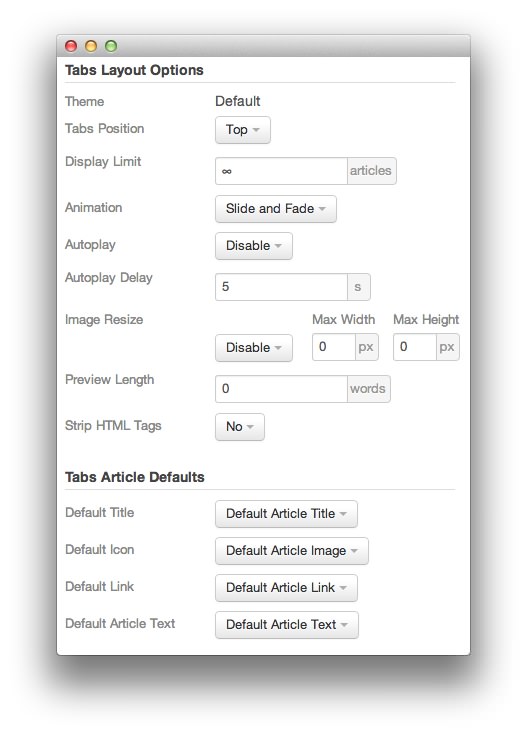 Tabs Layout Options
Theme Default
Tabs Position Top
Display Limit ∞ articles
Animation Slide and Fade
Autoplay Disable
Autoplay Delay 5 s
Image Resize Max Width Max Height
Disable 0 px 0 px
Preview Length 0 words
Strip HTML Tags No
Tabs Article Defaults
Default Title Default Article Title
Default Icon Default Article Image
Default Link Default Article Link
Default Article Text Default Article Text